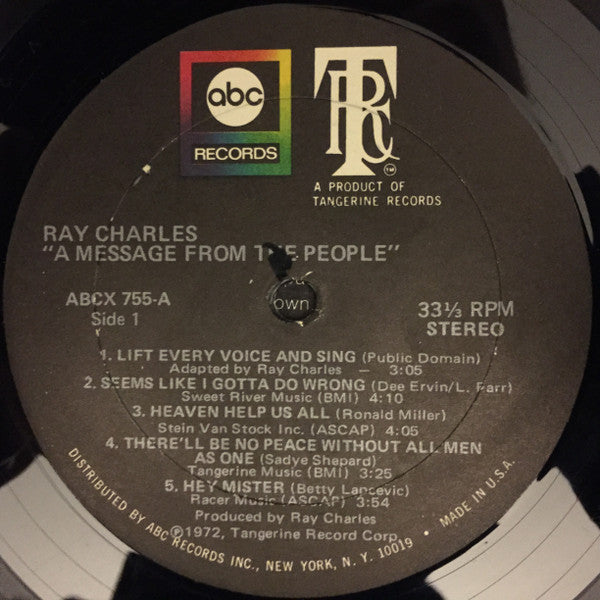 abc
RECORDS
TRC
TM
A PRODUCT OF
TANGERINE RECORDS
RAY CHARLES
"A MESSAGE FROM THE PEOPLE"
ABCX 755-A
Side 1
own
33⅓ RPM
STEREO
1. LIFT EVERY VOICE AND SING (Public Domain)
Adapted by Ray Charles — 3:05
2. SEEMS LIKE I GOTTA DO WRONG (Dee Ervin/L. Farr)
Sweet River Music (BMI) 4:10
3. HEAVEN HELP US ALL (Ronald Miller)
Stein Van Stock Inc. (ASCAP) 4:05
4. THERE'LL BE NO PEACE WITHOUT ALL MEN
AS ONE (Sadye Shepard)
Tangerine Music (BMI) 3:25
5. HEY MISTER (Betty Lapcevic)
Racer Music (ASCAP) 3:54
Produced by Ray Charles
℗1972, Tangerine Record Corp.
DISTRIBUTED BY ABC RECORDS INC., NEW YORK, N. Y. 10019 • MADE IN U.S.A.